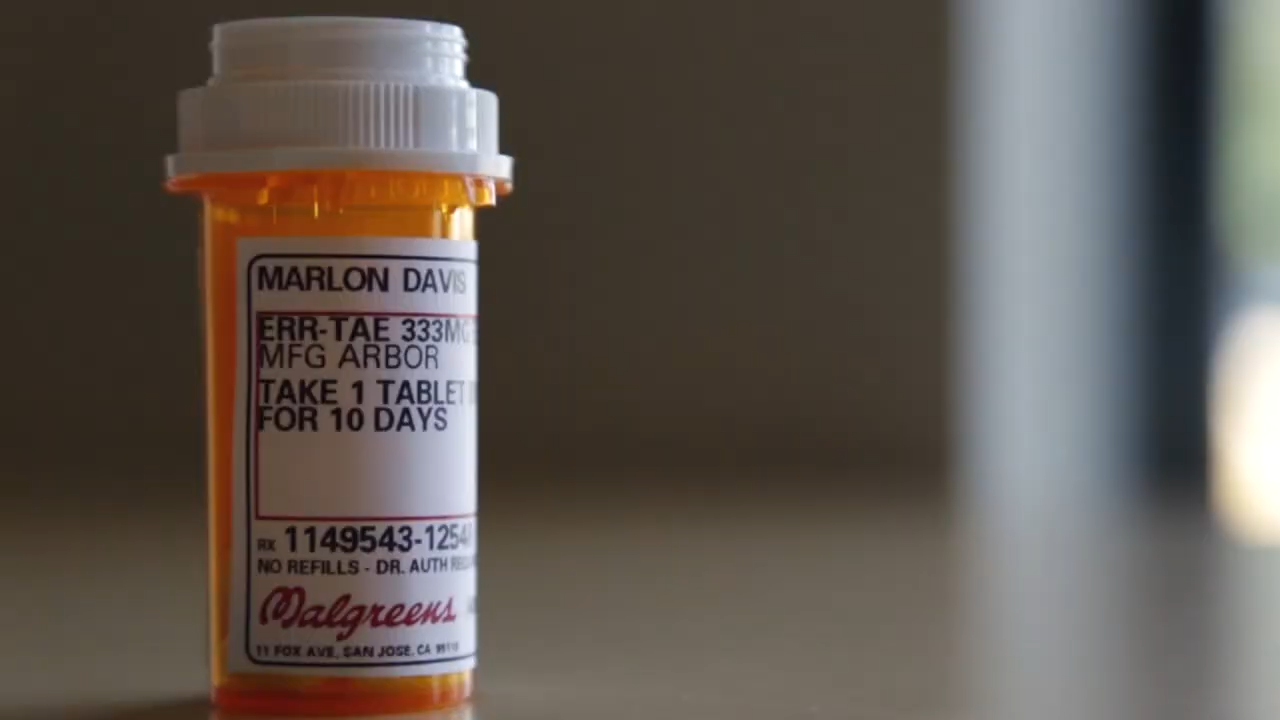 MARLON DAVIS
ERR-TAE 333MG
MFG ARBOR
TAKE 1 TABLET
FOR 10 DAYS
RX 1149543-1254
NO REFILLS - DR. AUTH
Walgreens
11 FOX AVE, SAN JOSE, CA